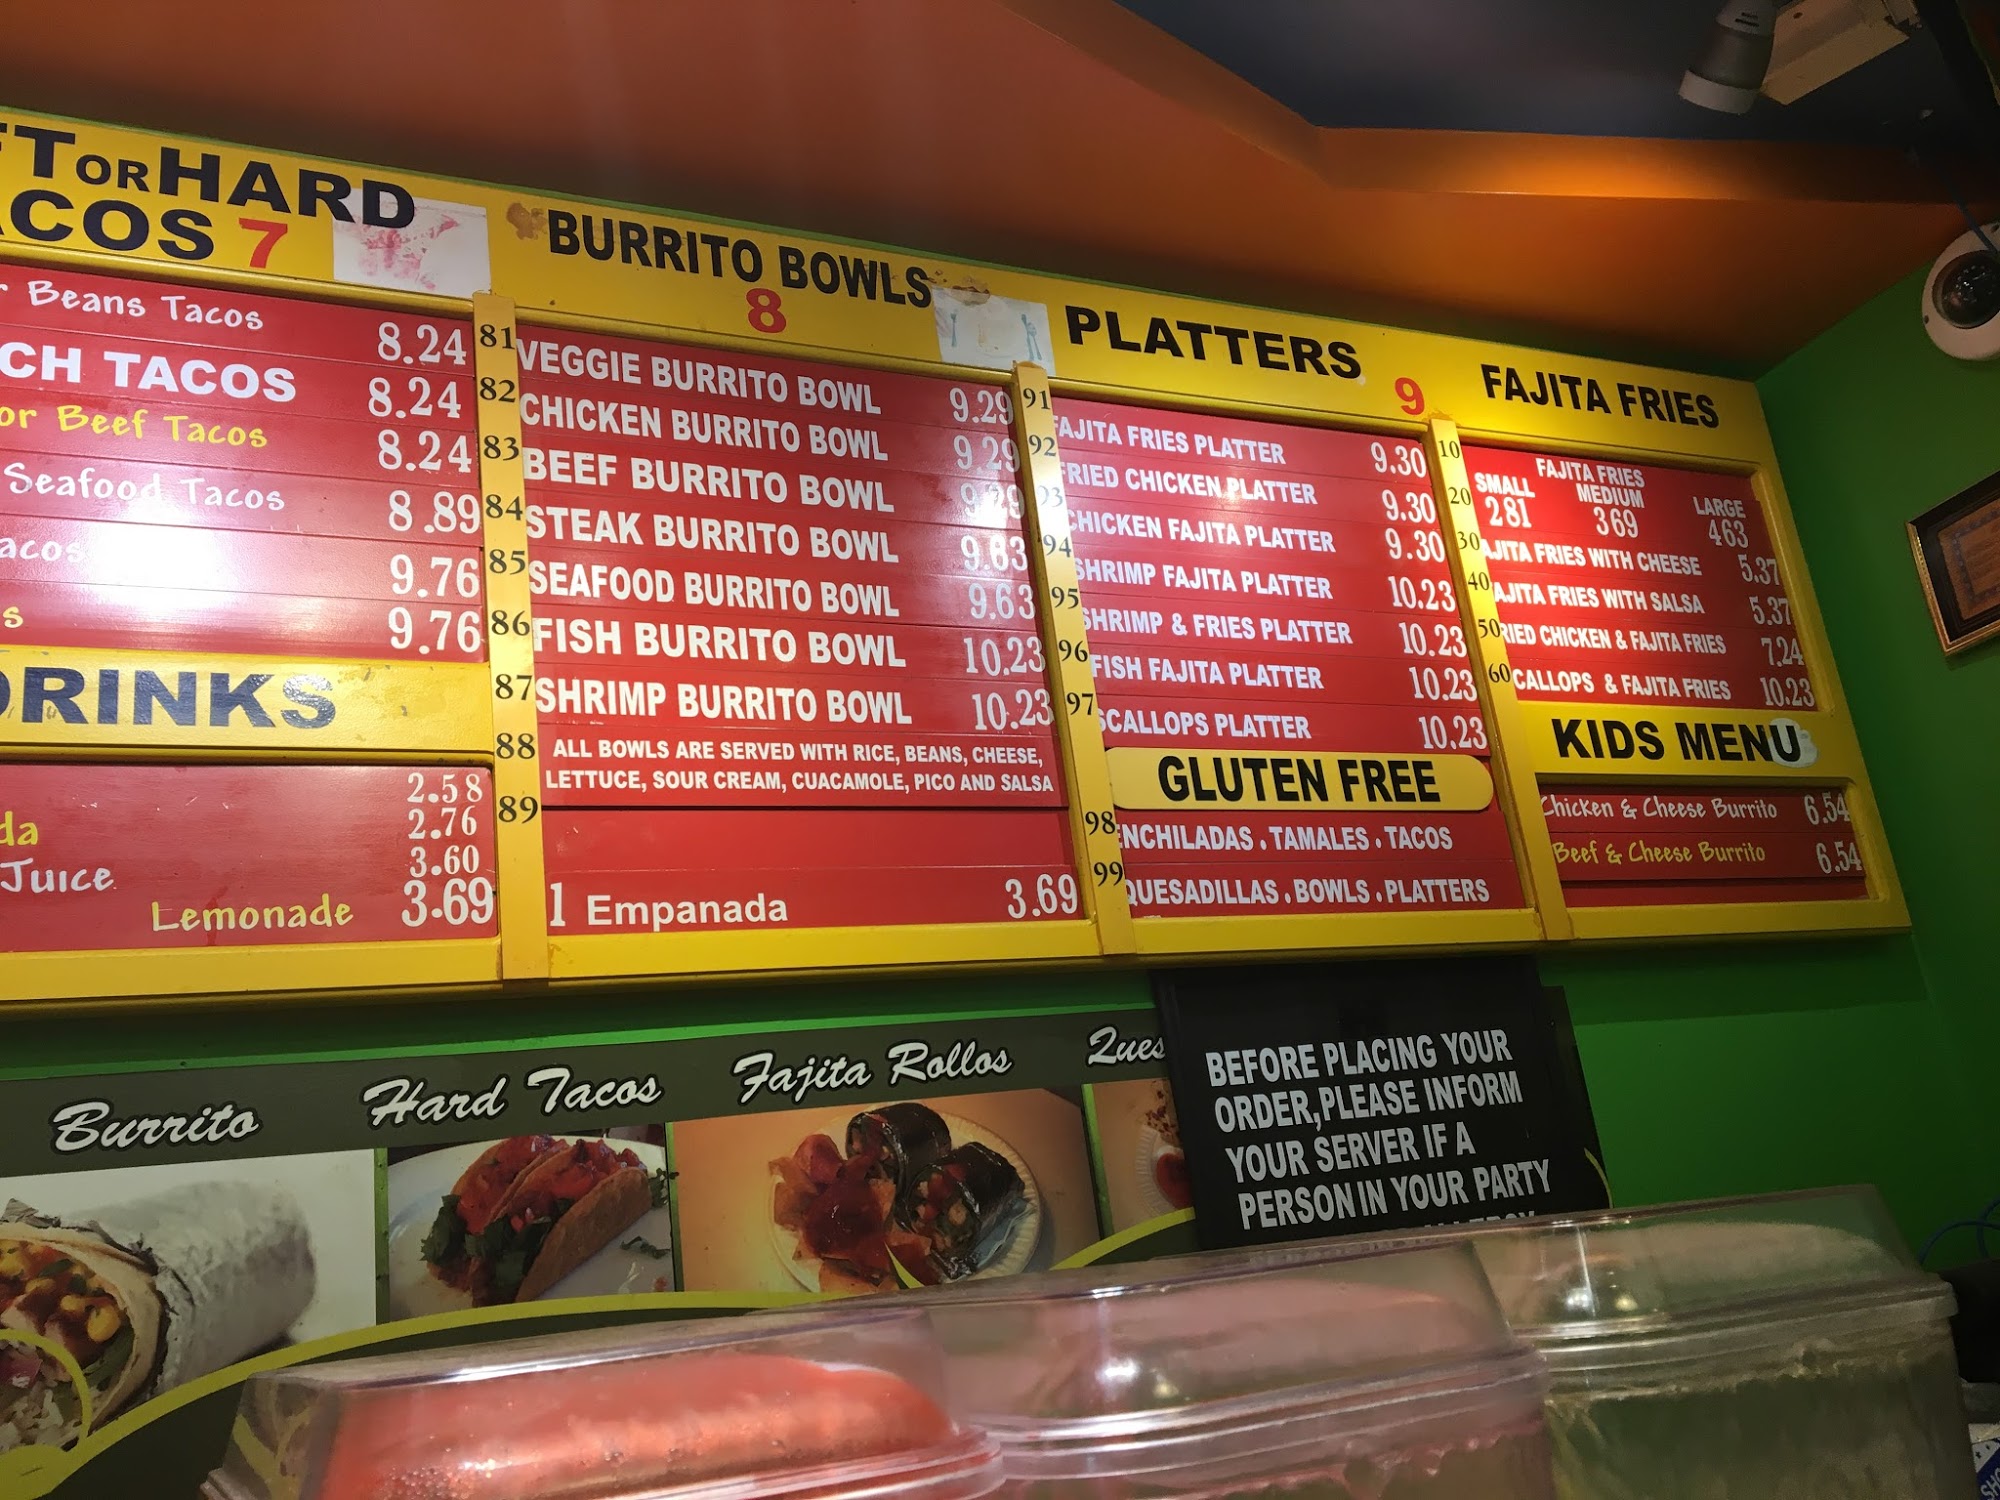 OR HARD
7
Beans Tacos 8.24
TACOS 8.24
or Beef Tacos 8.24
Seafood Tacos 8.89
9.76
9.76
2.58
2.76
Juice 3.60
Lemonade 3.69
BURRITO BOWLS
8
81 VEGGIE BURRITO BOWL 9.29
82 CHICKEN BURRITO BOWL 9.29
83 BEEF BURRITO BOWL 9.29
84 STEAK BURRITO BOWL 9.63
85 SEAFOOD BURRITO BOWL 9.63
86 FISH BURRITO BOWL 10.23
87 SHRIMP BURRITO BOWL 10.23
88 ALL BOWLS ARE SERVED WITH RICE, BEANS, CHEESE,
LETTUCE, SOUR CREAM, CUACAMOLE, PICO AND SALSA
89
1 Empanada 3.69
PLATTERS
9
91 FAJITA FRIES PLATTER 9.30
92 FRIED CHICKEN PLATTER 9.30
93 CHICKEN FAJITA PLATTER 9.30
94 SHRIMP FAJITA PLATTER 10.23
95 SHRIMP & FRIES PLATTER 10.23
96 FISH FAJITA PLATTER 10.23
97 SCALLOPS PLATTER 10.23
GLUTEN FREE
98 ENCHILADAS . TAMALES . TACOS
99 QUESADILLAS . BOWLS . PLATTERS
FAJITA FRIES
10 FAJITA FRIES
SMALL MEDIUM LARGE
20 281 369 463
30 FAJITA FRIES WITH CHEESE 5.37
40 FAJITA FRIES WITH SALSA 5.37
50 FRIED CHICKEN & FAJITA FRIES 7.24
60 SCALLOPS & FAJITA FRIES 10.23
KIDS MENU
Chicken & Cheese Burrito 6.54
Beef & Cheese Burrito 6.54
Burrito
Hard Tacos
Fajita Rollos
Ques
BEFORE PLACING YOUR
ORDER, PLEASE INFORM
YOUR SERVER IF A
PERSON IN YOUR PARTY